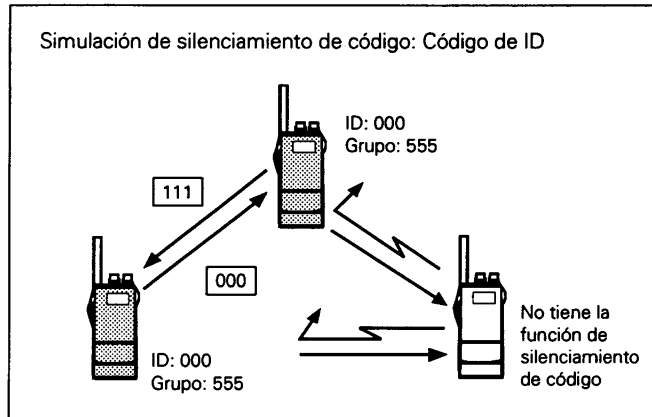 Simulación de silenciamiento de código: Código de ID
ID: 000
Grupo: 555
111
000
ID: 000
Grupo: 555
No tiene la
función de
silenciamiento
de código